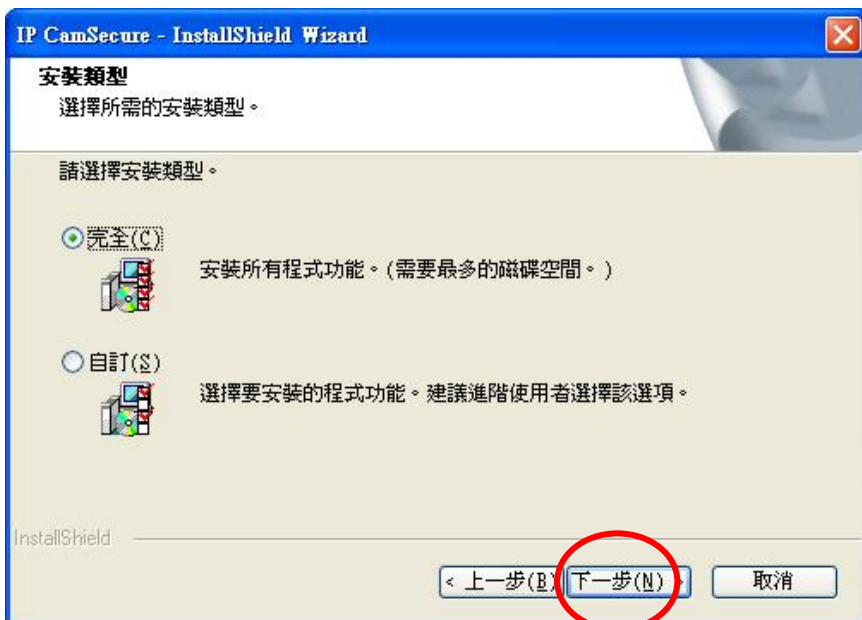 IP CamSecure - InstallShield Wizard
安裝類型
選擇所需的安裝類型。
請選擇安裝類型。
完全(C)
安裝所有程式功能。(需要最多的磁碟空間。)
自訂(S)
選擇要安裝的程式功能。建議進階使用者選擇該選項。
InstallShield
< 上一步(B) 下一步(N) > 取消